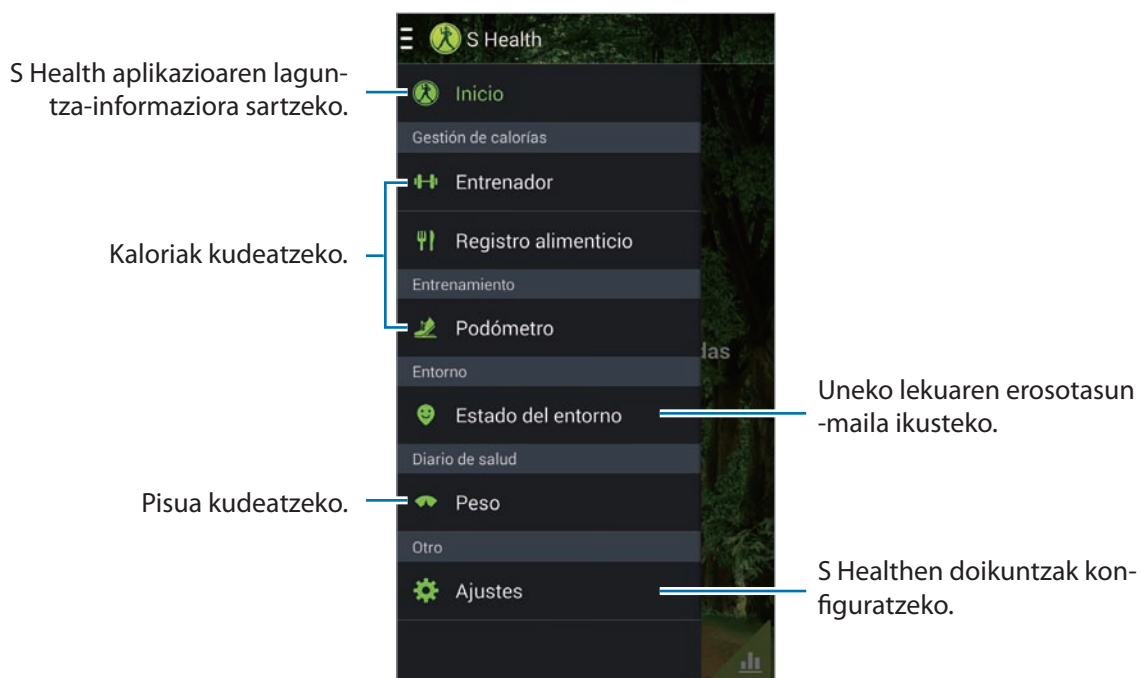 S Health
S Health aplikazioaren lagun-
tza-informaziora sartzeko.
Inicio
Gestión de calorías
Entrenador
Kaloriak kudeatzeko.
Registro alimenticio
Entrenamiento
Podómetro
das
Entorno
Estado del entorno
Uneko lekuaren erosotasun
-maila ikusteko.
Diario de salud
Pisua kudeatzeko.
Peso
Otro
Ajustes
S Healthen doikuntzak kon-
figuratzeko.